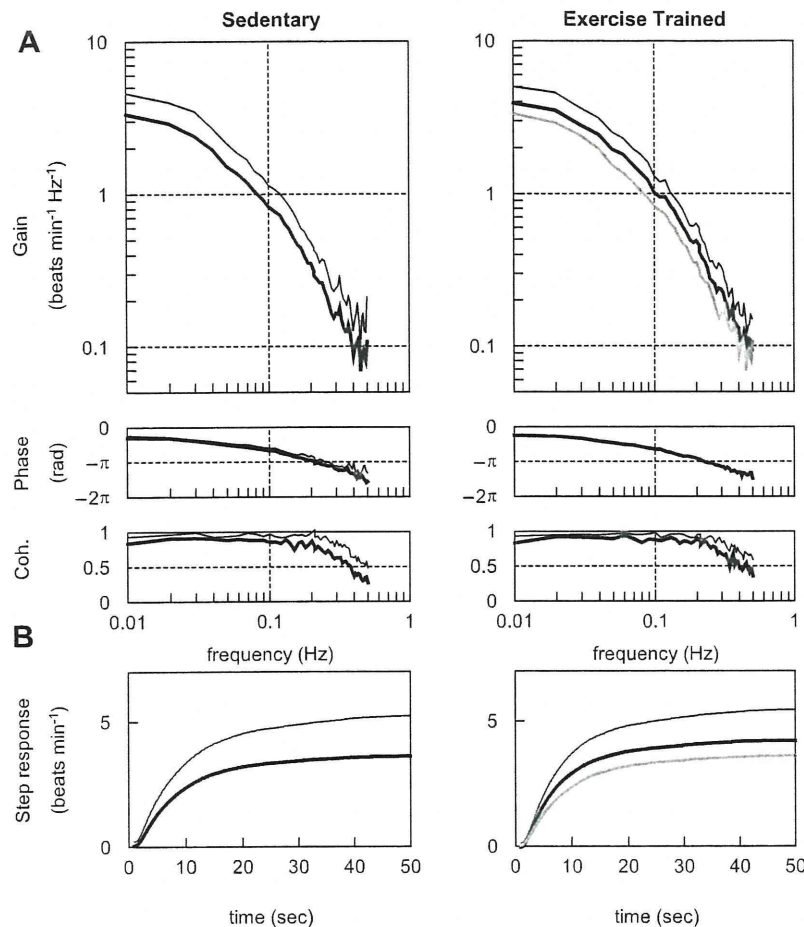 Sedentary
Exercise Trained
A
Gain
(beats min⁻¹ Hz⁻¹)
10
1
0.1
10
1
0.1
Phase
(rad)
0
−π
−2π
0
−π
−2π
Coh.
1
0.5
0
1
0.5
0
0.01 0.1 1
0.01 0.1 1
frequency (Hz)
frequency (Hz)
B
Step response
(beats min⁻¹)
5
0
5
0
0 10 20 30 40 50
0 10 20 30 40 50
time (sec)
time (sec)